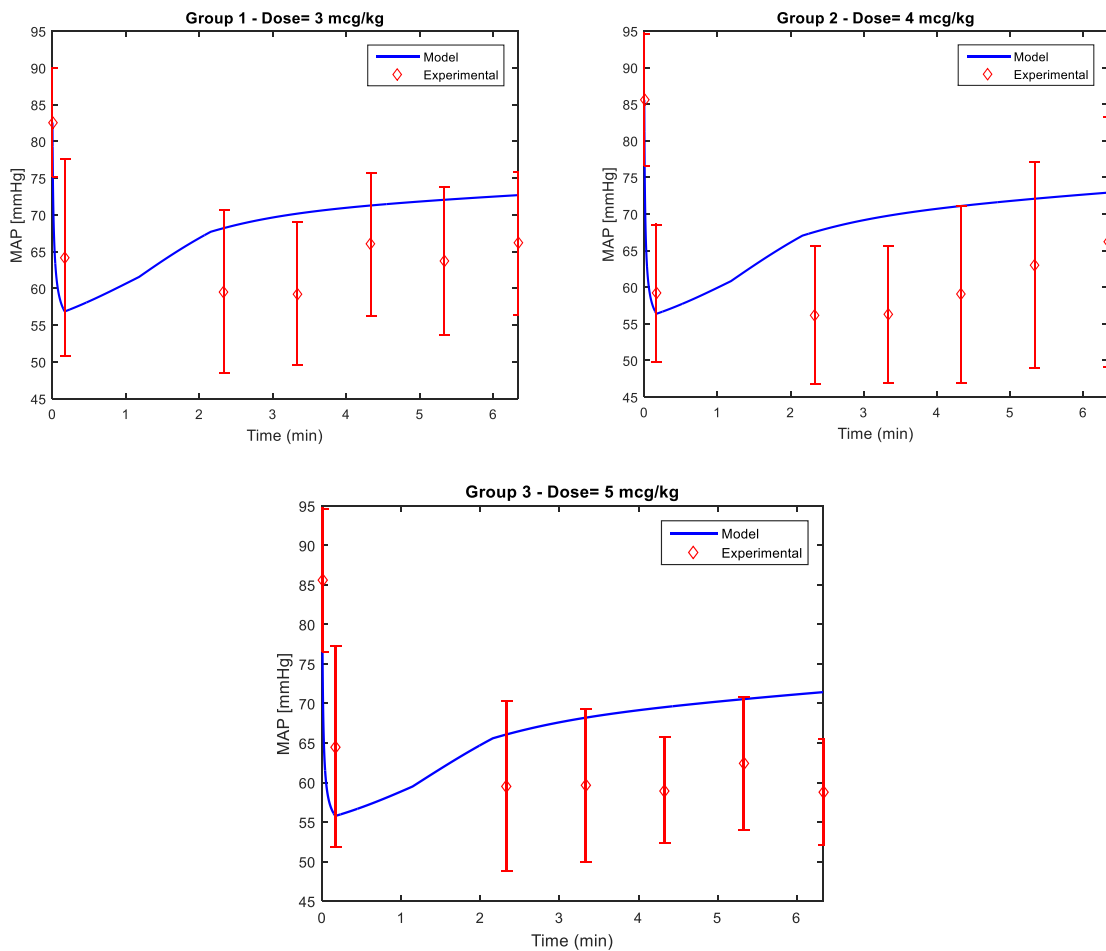 Group 1 - Dose= 3 mcg/kg
95
90
85
80
75
70
65
60
55
50
45
MAP [mmHg]
Model
Experimental
0 1 2 3 4 5 6
Time (min)
Group 2 - Dose= 4 mcg/kg
95
90
85
80
75
70
65
60
55
50
45
MAP [mmHg]
Model
Experimental
0 1 2 3 4 5 6
Time (min)
Group 3 - Dose= 5 mcg/kg
95
90
85
80
75
70
65
60
55
50
45
MAP [mmHg]
Model
Experimental
0 1 2 3 4 5 6
Time (min)